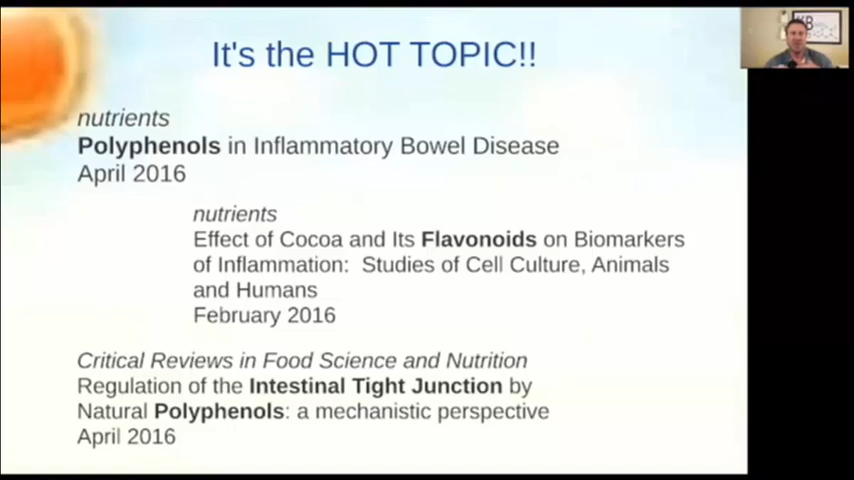 It's the HOT TOPIC!!
nutrients
Polyphenols in Inflammatory Bowel Disease
April 2016
nutrients
Effect of Cocoa and Its Flavonoids on Biomarkers
of Inflammation: Studies of Cell Culture, Animals
and Humans
February 2016
Critical Reviews in Food Science and Nutrition
Regulation of the Intestinal Tight Junction by
Natural Polyphenols: a mechanistic perspective
April 2016
KB